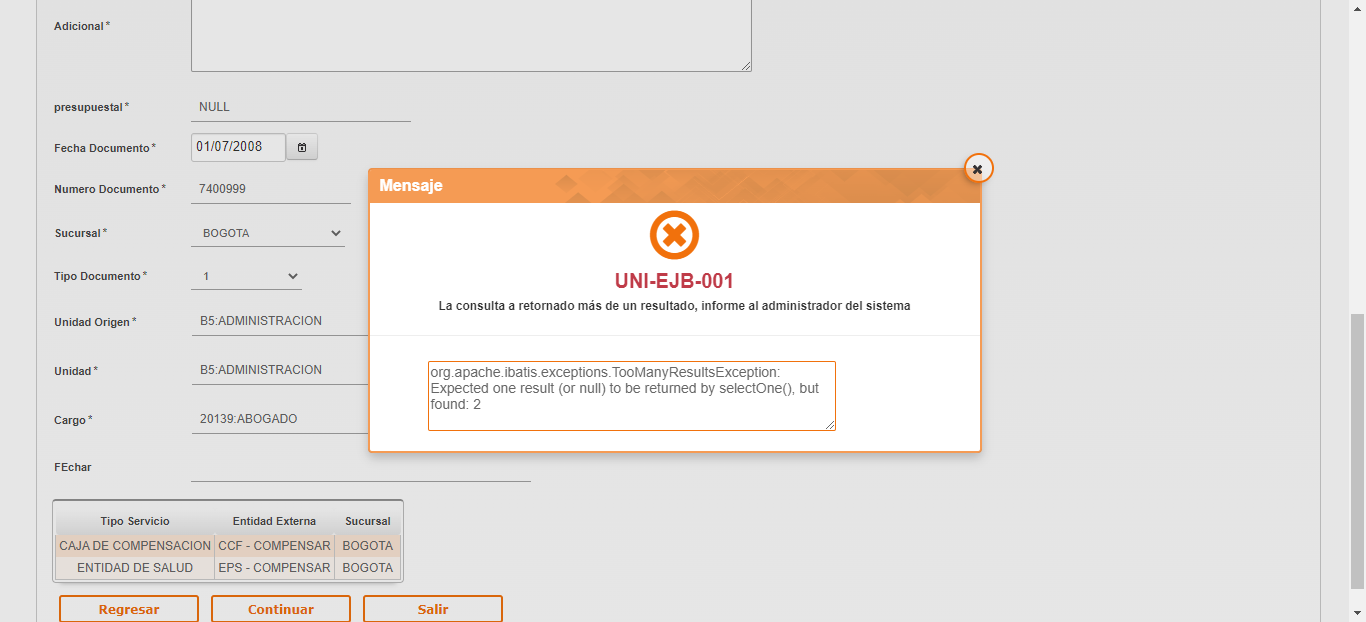 Adicional*
presupuestal* NULL
Fecha Documento* 01/07/2008
Numero Documento* 7400999
Sucursal* BOGOTA
Tipo Documento* 1
Unidad Origen* B5:ADMINISTRACION
Unidad* B5:ADMINISTRACION
Cargo* 20139:ABOGADO
FEchar
Mensaje
UNI-EJB-001
La consulta a retornado más de un resultado, informe al administrador del sistema
org.apache.ibatis.exceptions.TooManyResultsException:
Expected one result (or null) to be returned by selectOne(), but
found: 2
Tipo Servicio Entidad Externa Sucursal
CAJA DE COMPENSACION CCF - COMPENSAR BOGOTA
ENTIDAD DE SALUD EPS - COMPENSAR BOGOTA
Regresar Continuar Salir